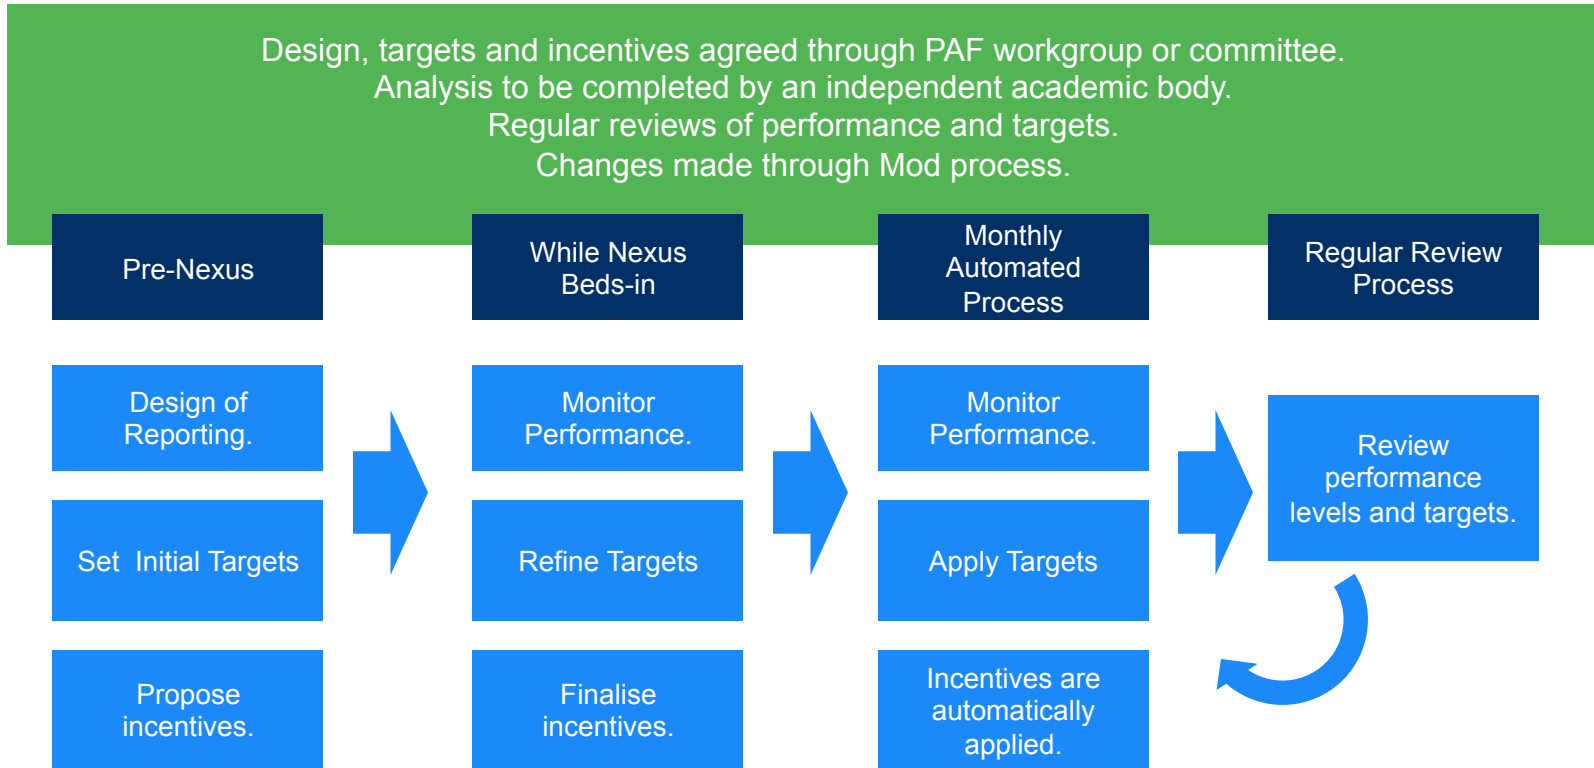 Design, targets and incentives agreed through PAF workgroup or committee.
Analysis to be completed by an independent academic body.
Regular reviews of performance and targets.
Changes made through Mod process.
Pre-Nexus
While Nexus
Beds-in
Monthly
Automated
Process
Regular Review
Process
Design of
Reporting.
Monitor
Performance.
Monitor
Performance.
Review
performance
levels and targets.
Set  Initial Targets
Refine Targets
Apply Targets
Propose
incentives.
Finalise
incentives.
Incentives are
automatically
applied.